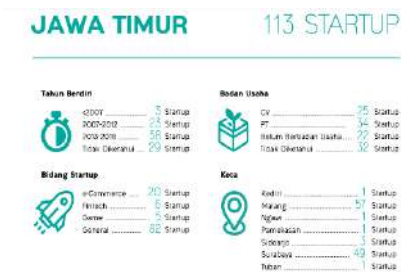 JAWA TIMUR
113 STARTUP
Tahun Berdiri
<2007 3 Startup
2007-2012 23 Startup
2013-2018 58 Startup
Tidak Diketahui 29 Startup
Badan Usaha
CV 25 Startup
PT 34 Startup
Belum Berbadan Usaha 22 Startup
Tidak Diketahui 32 Startup
Bidang Startup
e-Commerce 20 Startup
Fintech 6 Startup
Game 5 Startup
General 82 Startup
Kota
Kediri 1 Startup
Malang 57 Startup
Ngawi 1 Startup
Pamekasan 1 Startup
Sidoarjo 3 Startup
Surabaya 49 Startup
Tuban 1 Startup